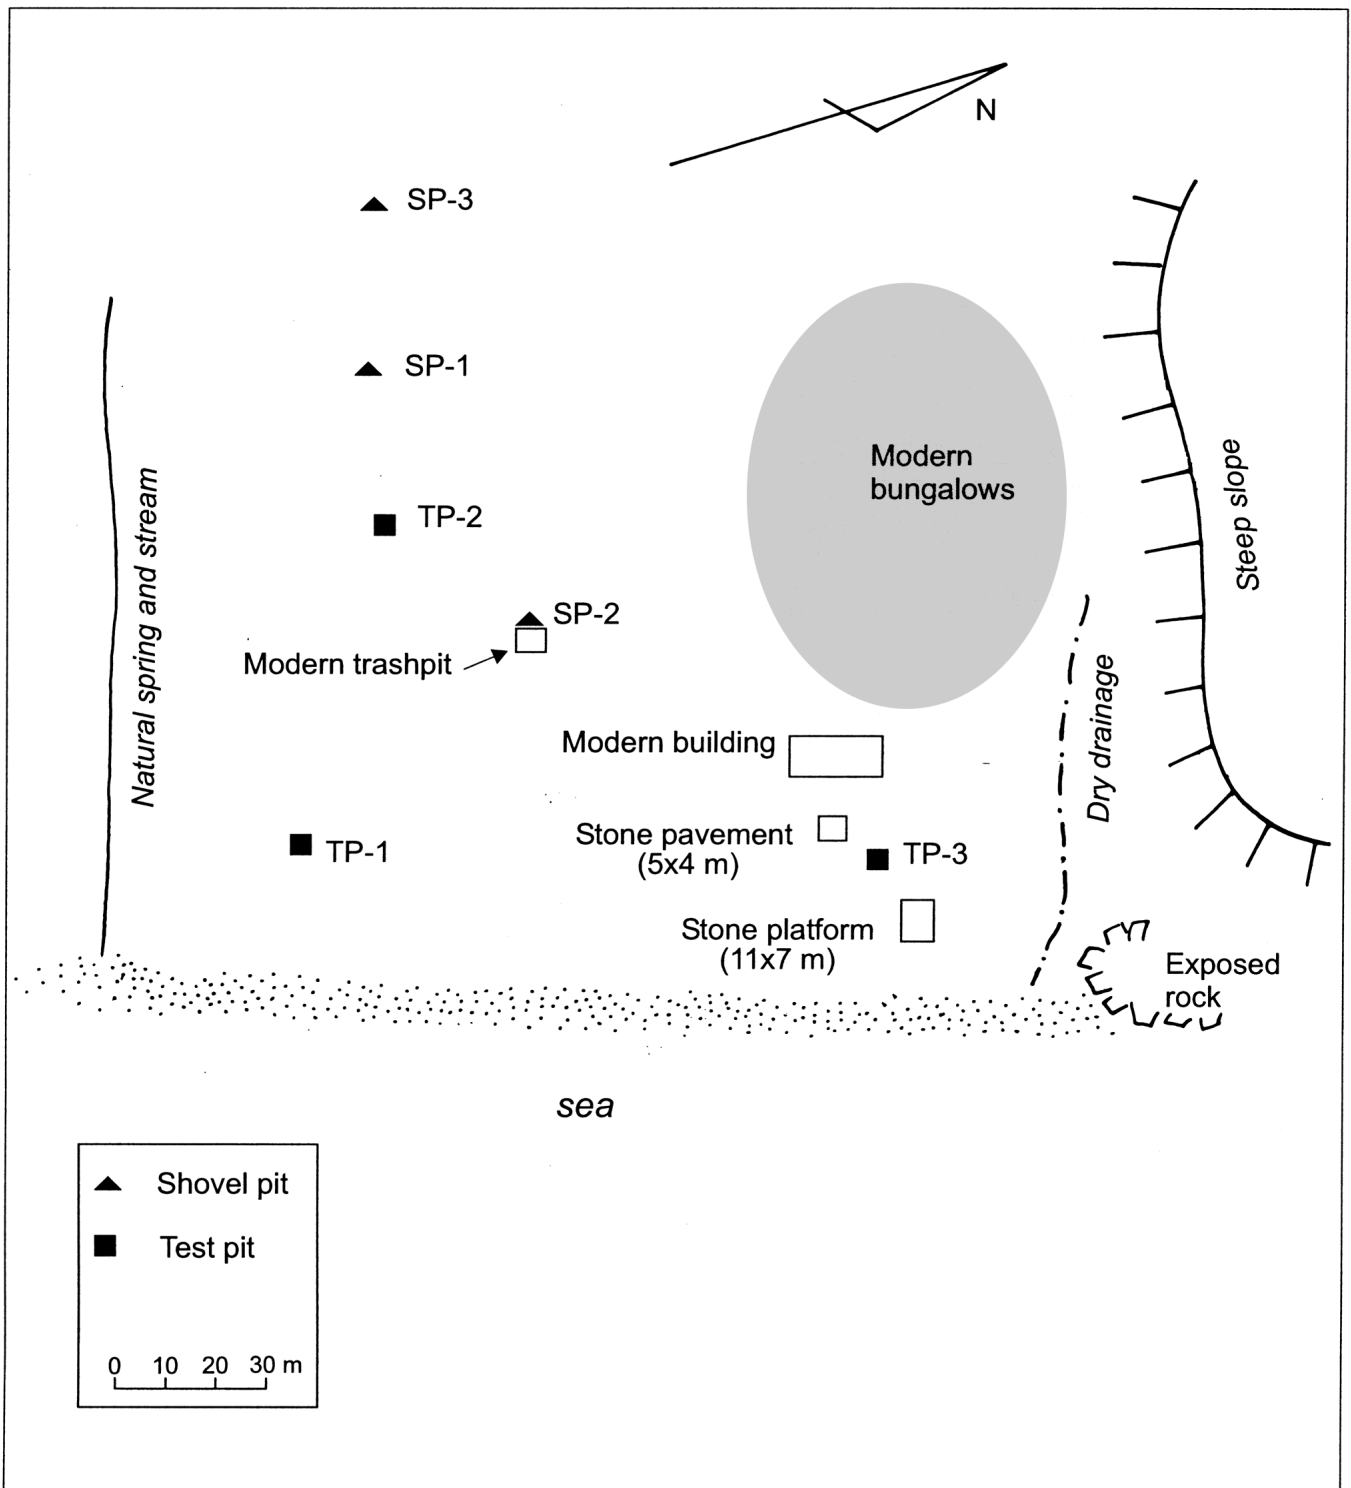 N
SP-3
SP-1
Modern
bungalows
Steep slope
Natural spring and stream
TP-2
SP-2
Modern trashpit
Dry drainage
Modern building
Stone pavement
(5x4 m)
TP-3
TP-1
Stone platform
(11x7 m)
Exposed
rock
sea
Shovel pit
Test pit
0 10 20 30 m